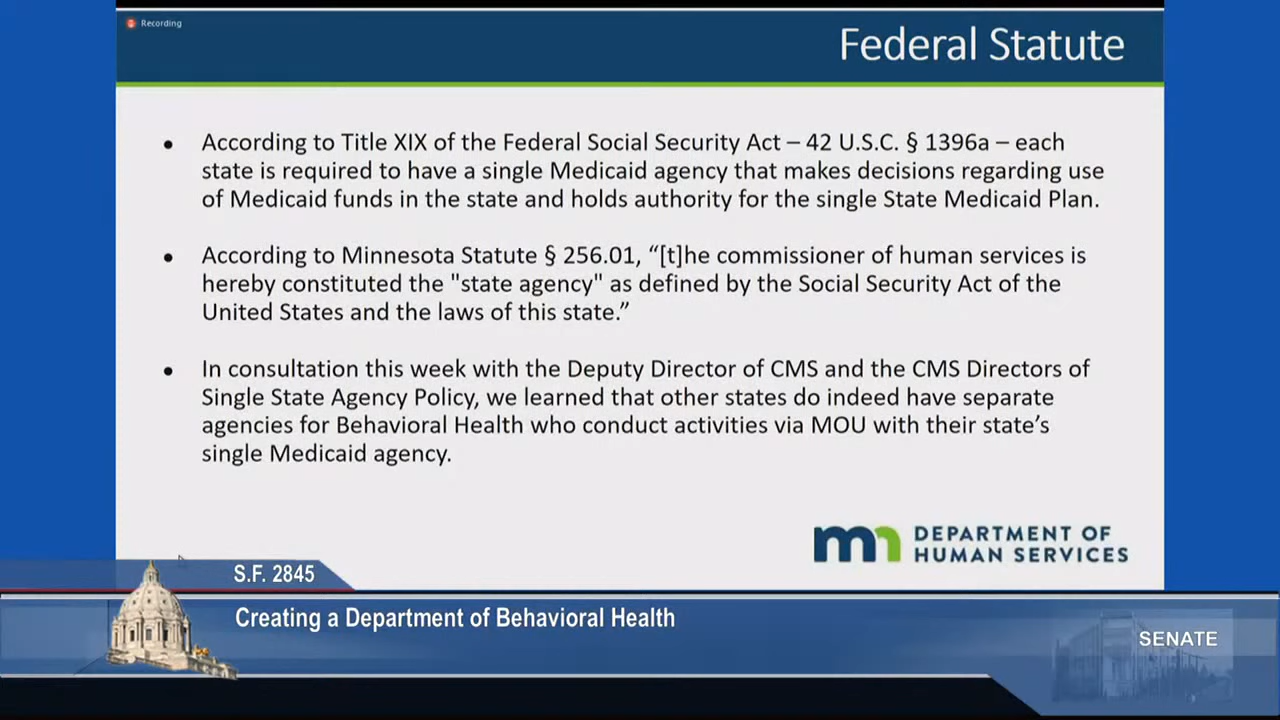 Recording
Federal Statute
• According to Title XIX of the Federal Social Security Act – 42 U.S.C. § 1396a – each
state is required to have a single Medicaid agency that makes decisions regarding use
of Medicaid funds in the state and holds authority for the single State Medicaid Plan.
• According to Minnesota Statute § 256.01, “[t]he commissioner of human services is
hereby constituted the "state agency" as defined by the Social Security Act of the
United States and the laws of this state.”
• In consultation this week with the Deputy Director of CMS and the CMS Directors of
Single State Agency Policy, we learned that other states do indeed have separate
agencies for Behavioral Health who conduct activities via MOU with their state’s
single Medicaid agency.
mn DEPARTMENT OF
HUMAN SERVICES
S.F. 2845
Creating a Department of Behavioral Health
SENATE